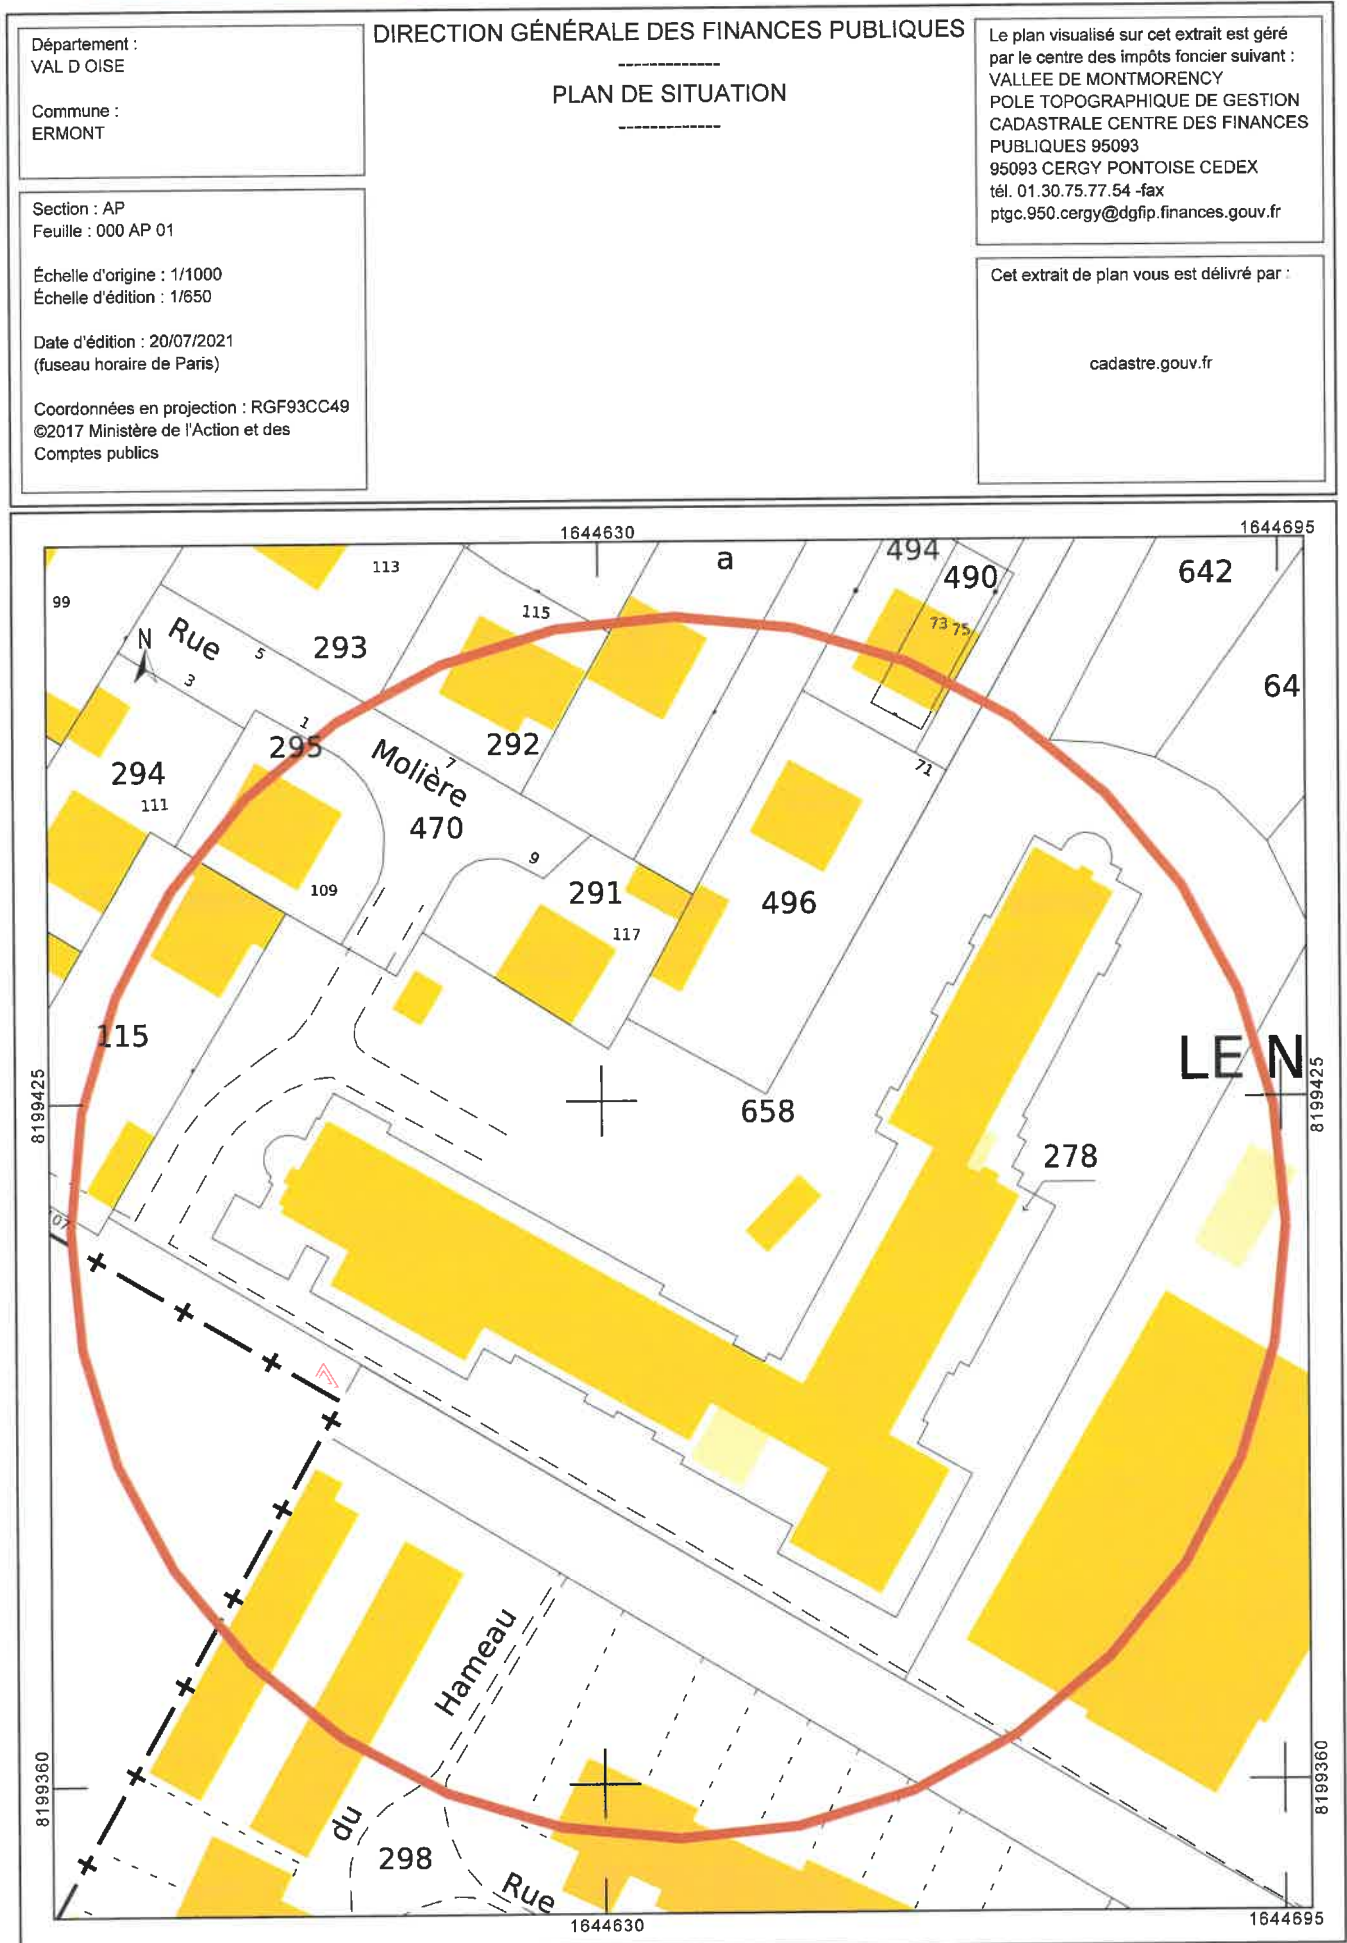 Département :
VAL D OISE
Commune :
ERMONT
Section : AP
Feuille : 000 AP 01
Échelle d'origine : 1/1000
Échelle d'édition : 1/650
Date d'édition : 20/07/2021
(fuseau horaire de Paris)
Coordonnées en projection : RGF93CC49
©2017 Ministère de l'Action et des
Comptes publics
DIRECTION GÉNÉRALE DES FINANCES PUBLIQUES
-------------
PLAN DE SITUATION
-------------
Le plan visualisé sur cet extrait est géré
par le centre des impôts foncier suivant :
VALLEE DE MONTMORENCY
POLE TOPOGRAPHIQUE DE GESTION
CADASTRALE CENTRE DES FINANCES
PUBLIQUES 95093
95093 CERGY PONTOISE CEDEX
tél. 01.30.75.77.54 -fax
ptgc.950.cergy@dgfip.finances.gouv.fr
Cet extrait de plan vous est délivré par :
cadastre.gouv.fr
1644630
1644695
a
494
490
642
113
99
115
73 75
N
Rue
5
293
3
64
1
295
Molière
7
292
294
111
71
470
9
109
291
117
496
115
LE N
8199425
8199425
658
278
07
Hameau
8199360
8199360
du
298
Rue
1644630
1644695